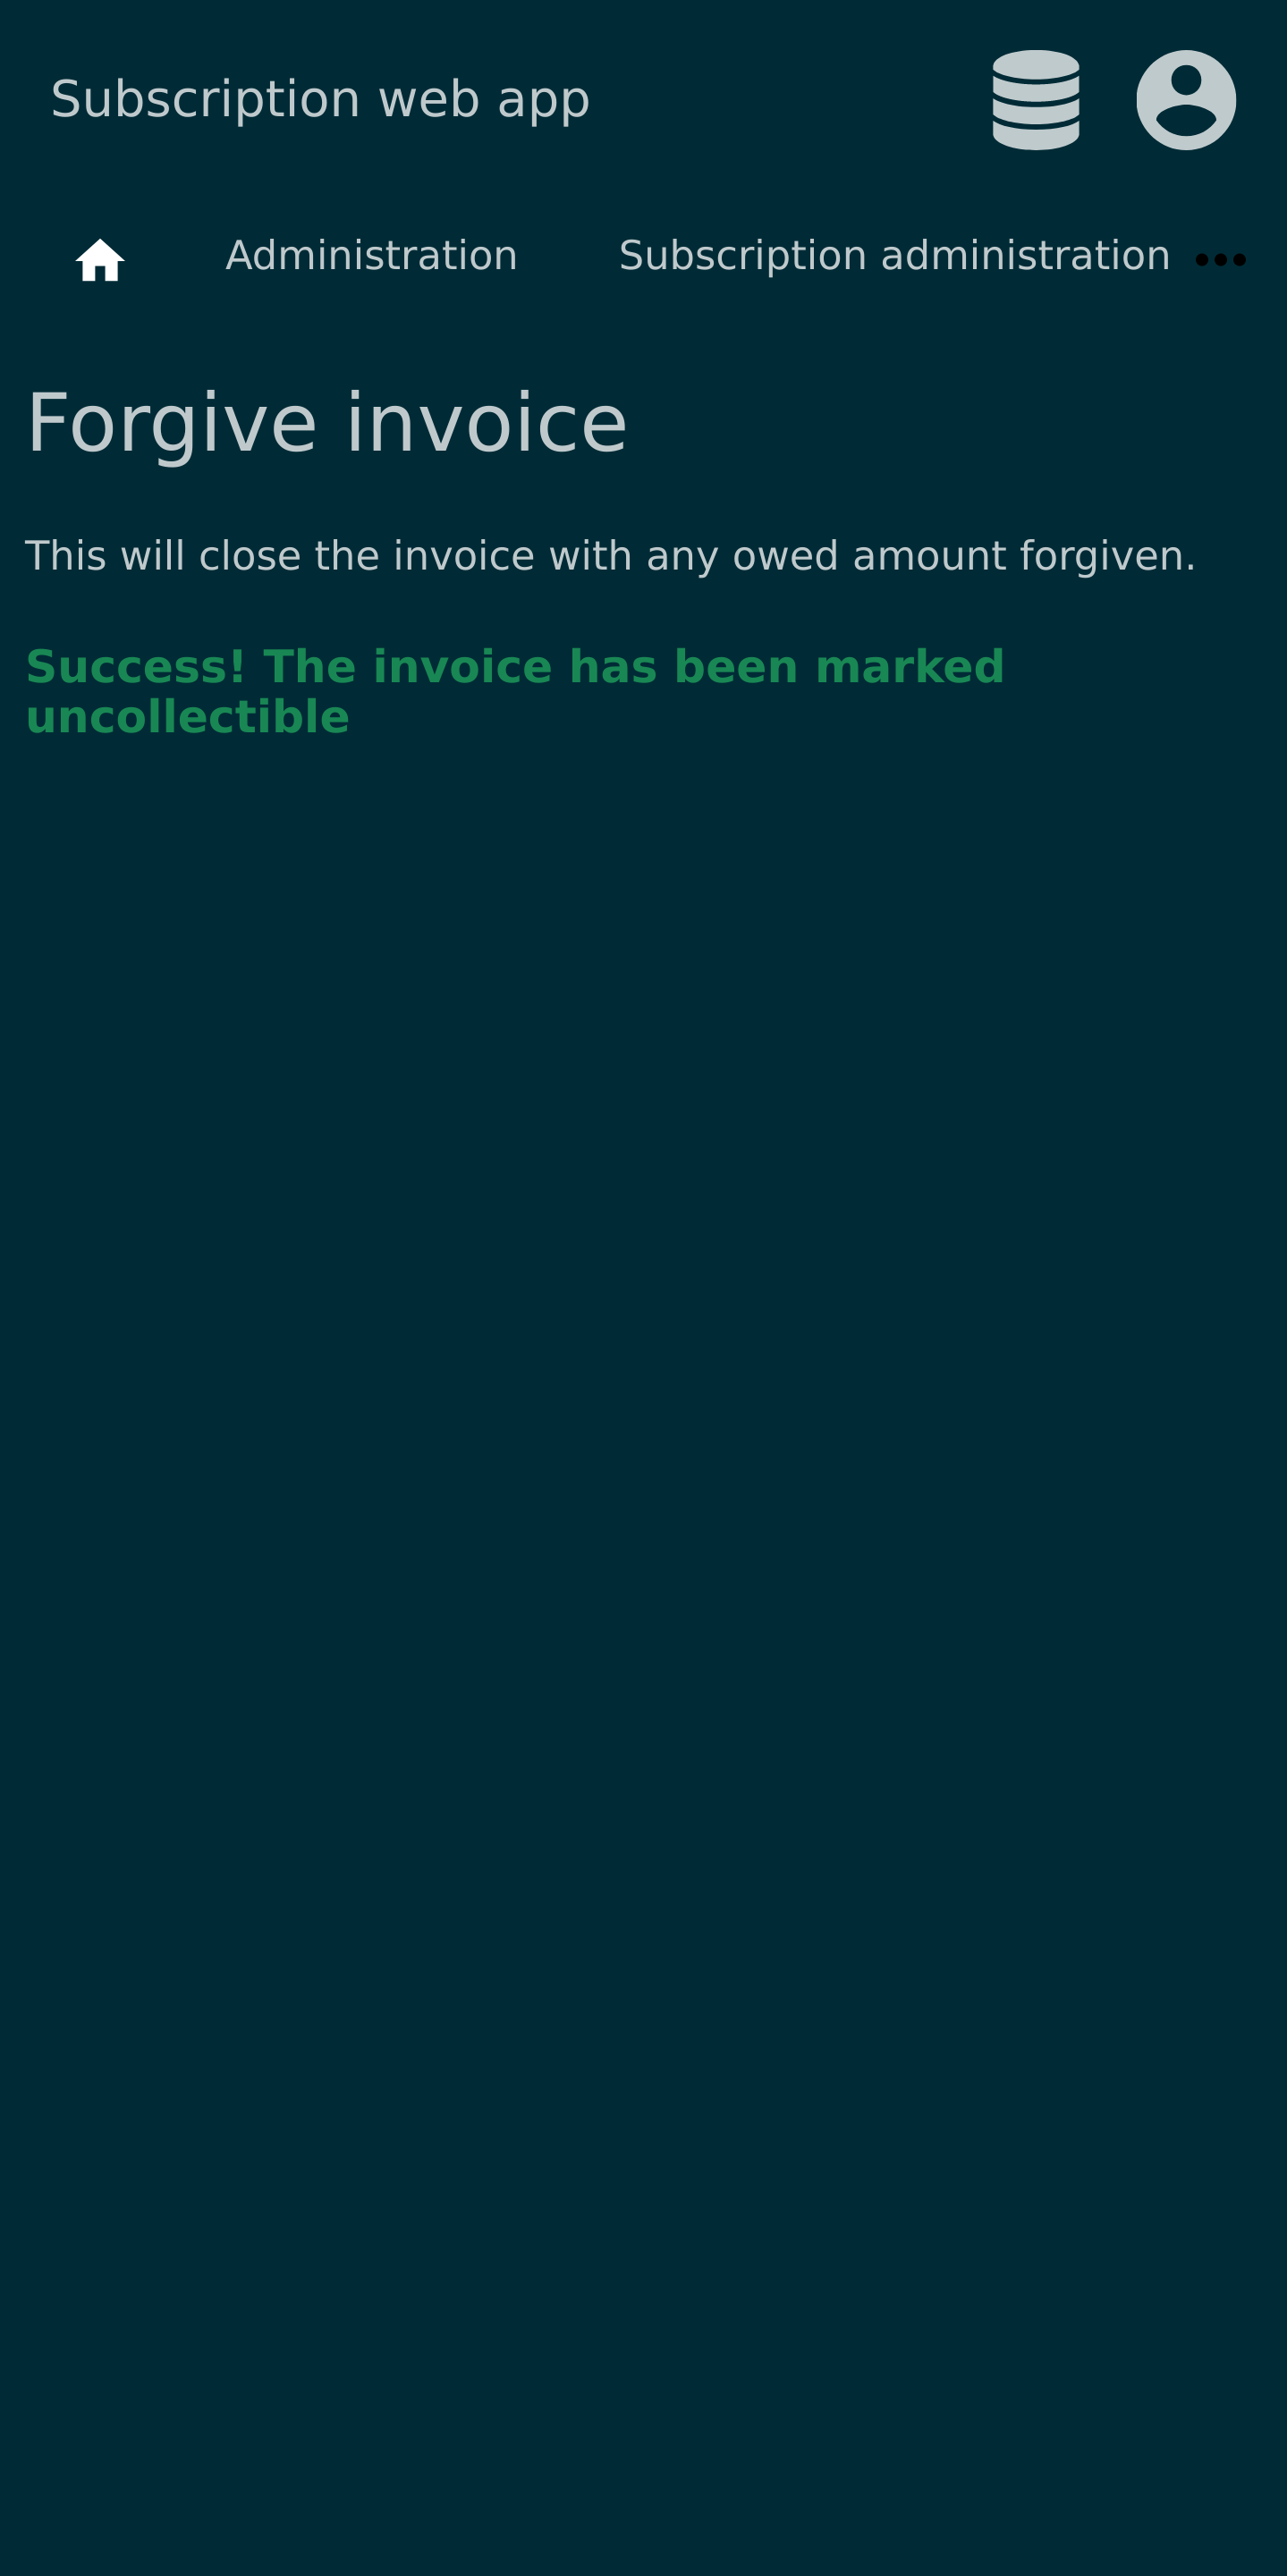 Subscription web app
Administration
Subscription administration
Forgive invoice
This will close the invoice with any owed amount forgiven.
Success! The invoice has been marked
uncollectible